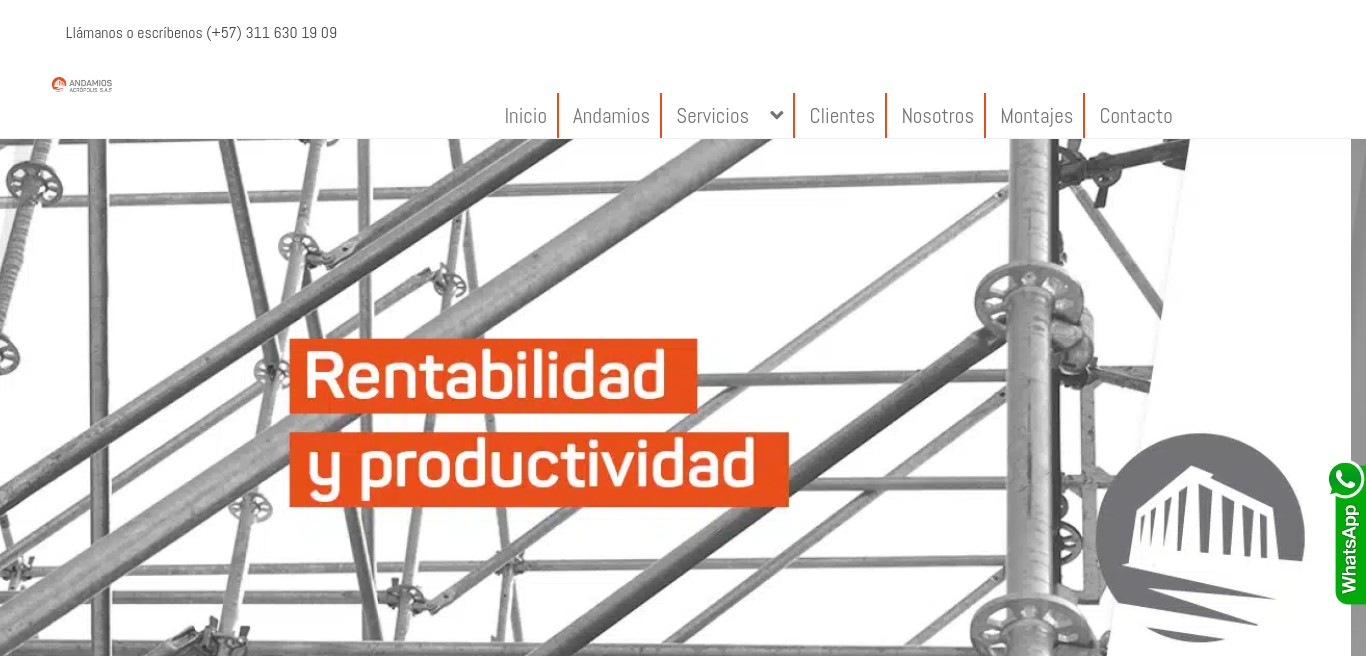 Llámanos o escríbenos (+57) 311 630 19 09
ANDAMIOS
ACRÓPOLIS S.A.S
Inicio
Andamios
Servicios
Clientes
Nosotros
Montajes
Contacto
Rentabilidad
y productividad
WhatsApp